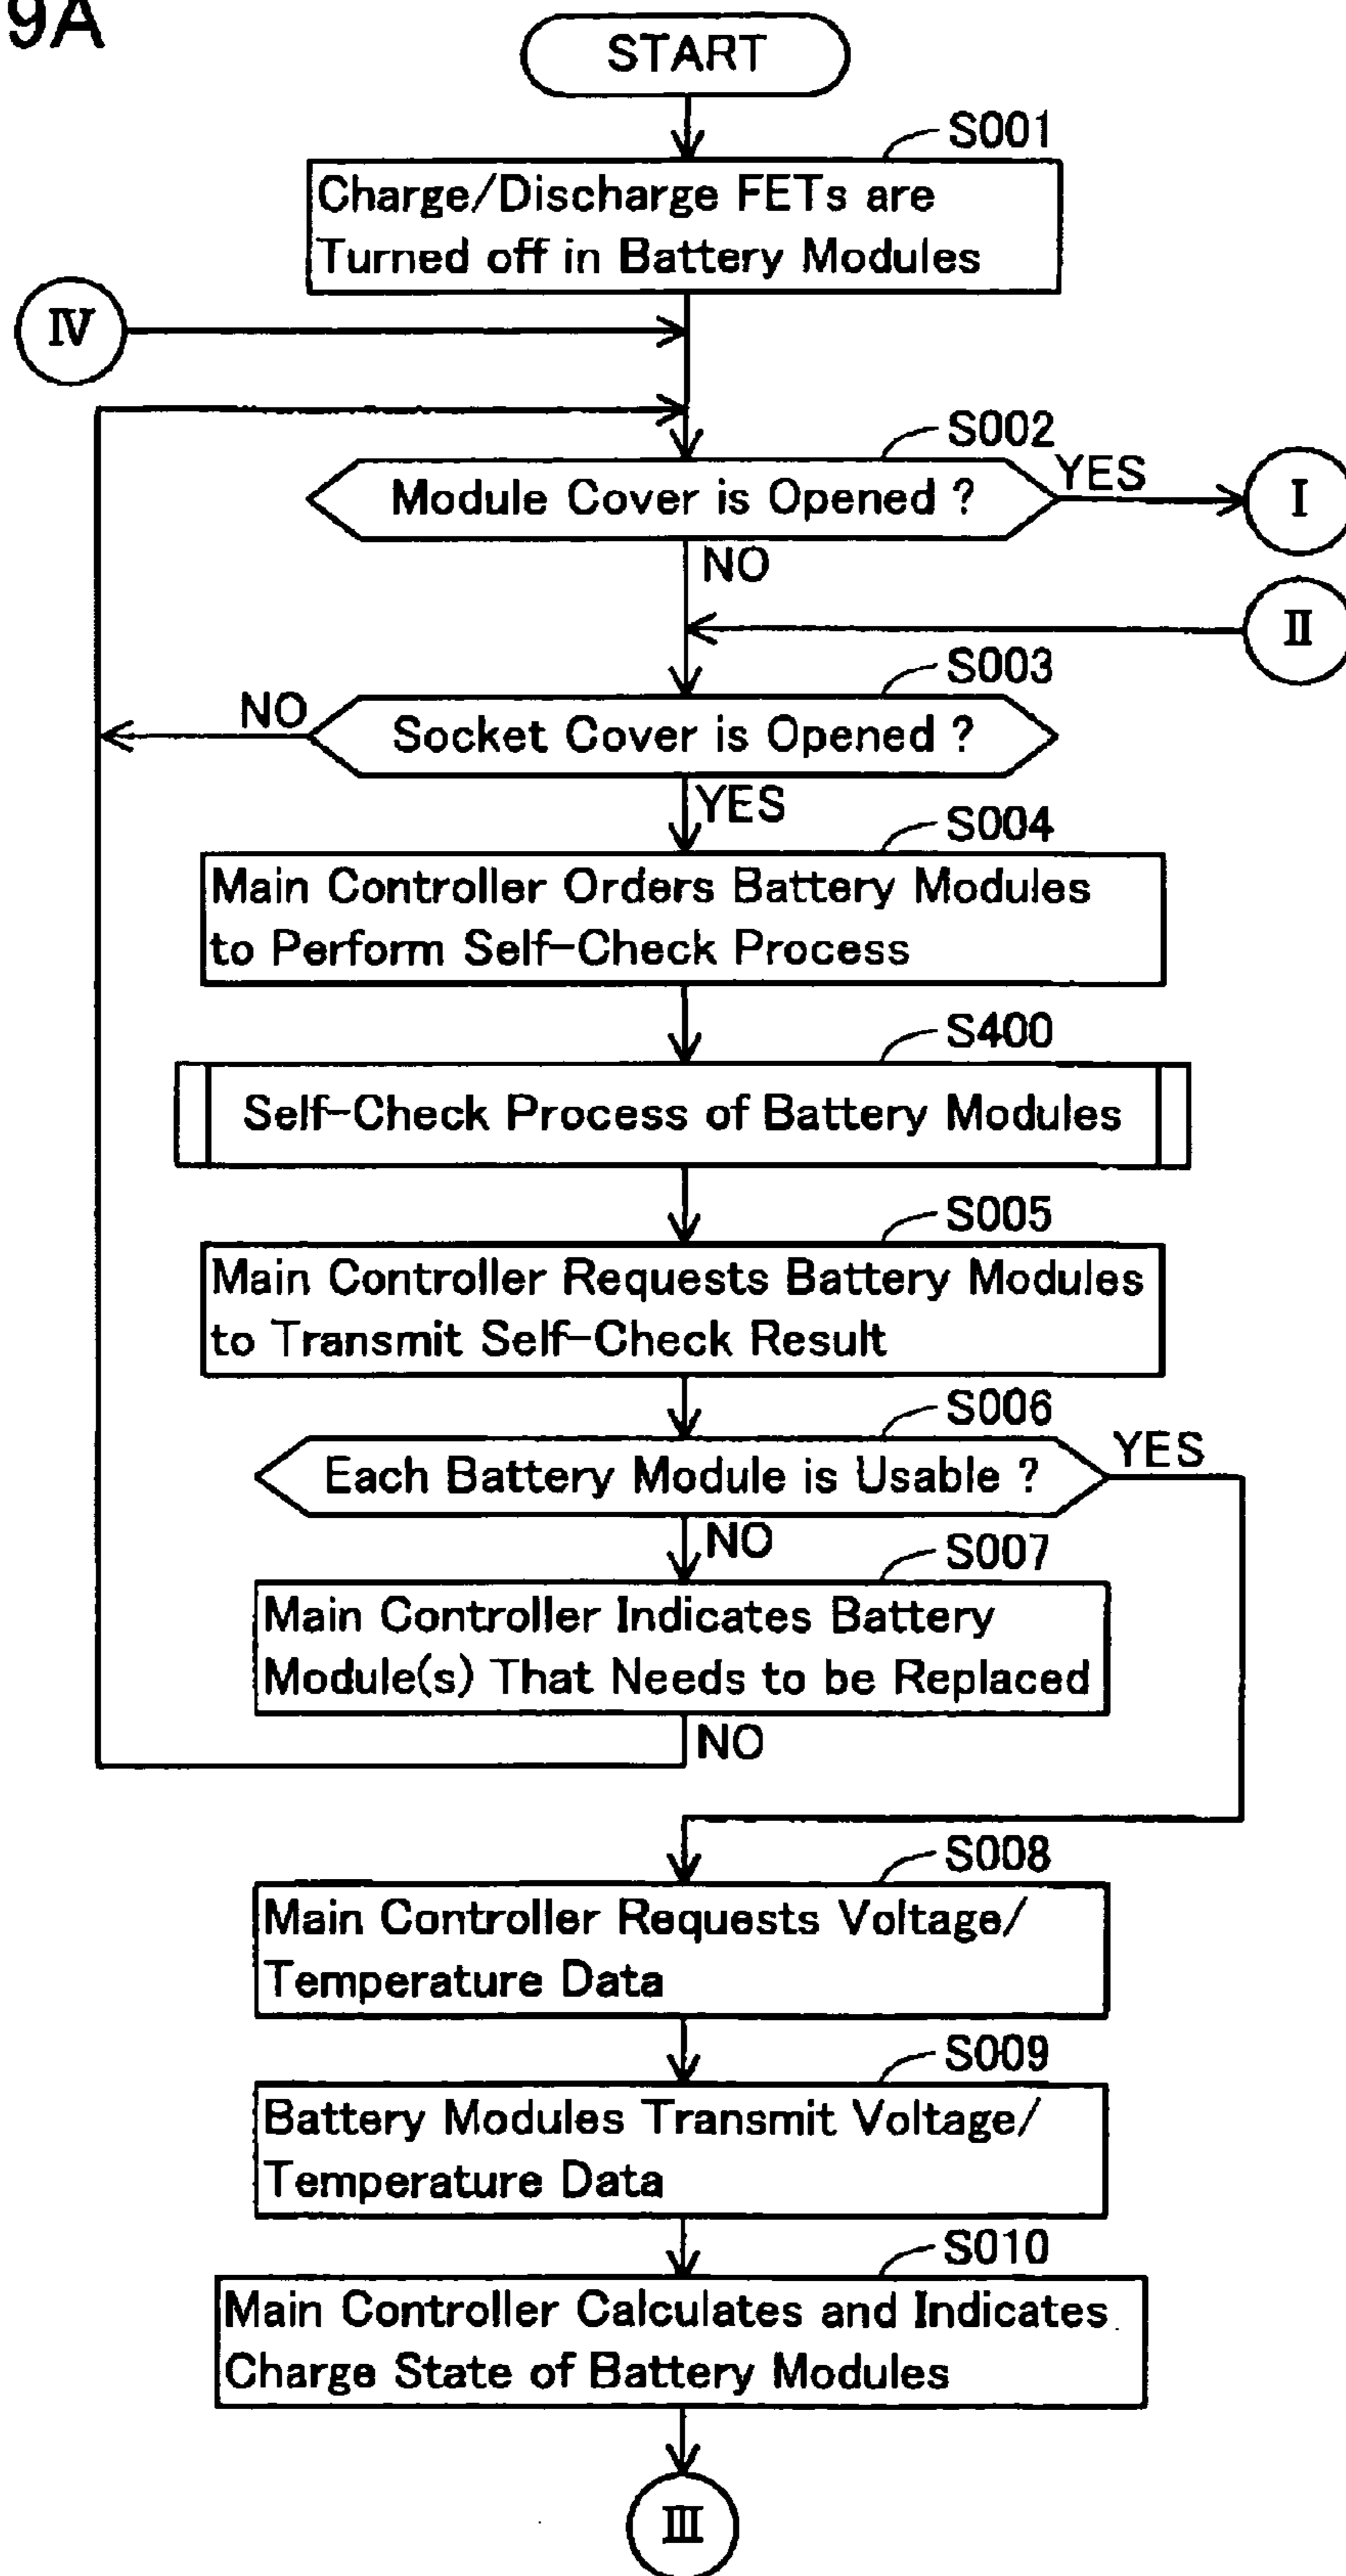 9A
START
S001
Charge/Discharge FETs are
Turned off in Battery Modules
IV
S002
Module Cover is Opened ?
YES
I
NO
II
S003
NO
Socket Cover is Opened ?
YES
S004
Main Controller Orders Battery Modules
to Perform Self-Check Process
S400
Self-Check Process of Battery Modules
S005
Main Controller Requests Battery Modules
to Transmit Self-Check Result
S006
Each Battery Module is Usable ?
YES
NO
S007
Main Controller Indicates Battery
Module(s) That Needs to be Replaced
NO
S008
Main Controller Requests Voltage/
Temperature Data
S009
Battery Modules Transmit Voltage/
Temperature Data
S010
Main Controller Calculates and Indicates
Charge State of Battery Modules
III